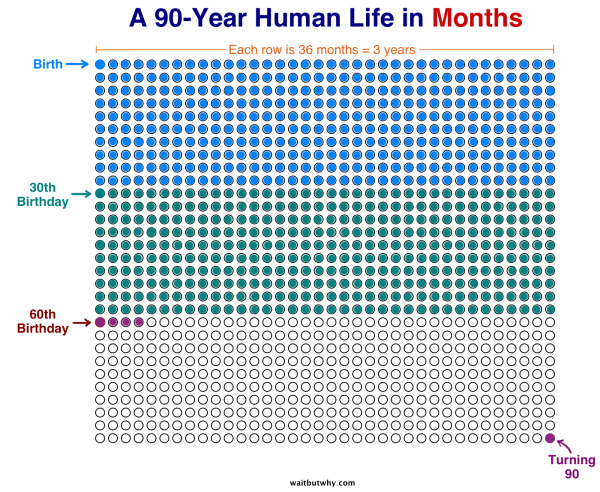 A 90-Year Human Life in Months
Each row is 36 months = 3 years
Birth
30th
Birthday
60th
Birthday
Turning
90
waitbutwhy.com